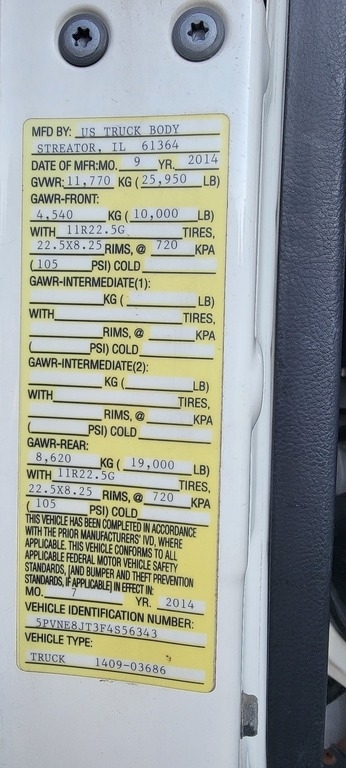 MFD BY: US TRUCK BODY
STREATOR, IL 61364
DATE OF MFR:MO. 9 YR. 2014
GVWR: 11,770 KG (25,950 LB)
GAWR-FRONT:
4,540 KG (10,000 LB)
WITH 11R22.5G TIRES,
22.5X8.25 RIMS, @ 720 KPA
(105 PSI) COLD
GAWR-INTERMEDIATE(1):
KG ( LB)
WITH TIRES,
RIMS, @ KPA
( PSI) COLD
GAWR-INTERMEDIATE(2):
KG ( LB)
WITH TIRES,
RIMS, @ KPA
( PSI) COLD
GAWR-REAR:
8,620 KG (19,000 LB)
WITH 11R22.5G TIRES,
22.5X8.25 RIMS, @ 720 KPA
(105 PSI) COLD
THIS VEHICLE HAS BEEN COMPLETED IN ACCORDANCE
WITH THE PRIOR MANUFACTURERS' IVD, WHERE
APPLICABLE. THIS VEHICLE CONFORMS TO ALL
APPLICABLE FEDERAL MOTOR VEHICLE SAFETY
STANDARDS, (AND BUMPER AND THEFT PREVENTION
STANDARDS, IF APPLICABLE) IN EFFECT IN:
MO. 7 YR. 2014
VEHICLE IDENTIFICATION NUMBER:
5PVNE8JT3F4S56343
VEHICLE TYPE:
TRUCK 1409-03686